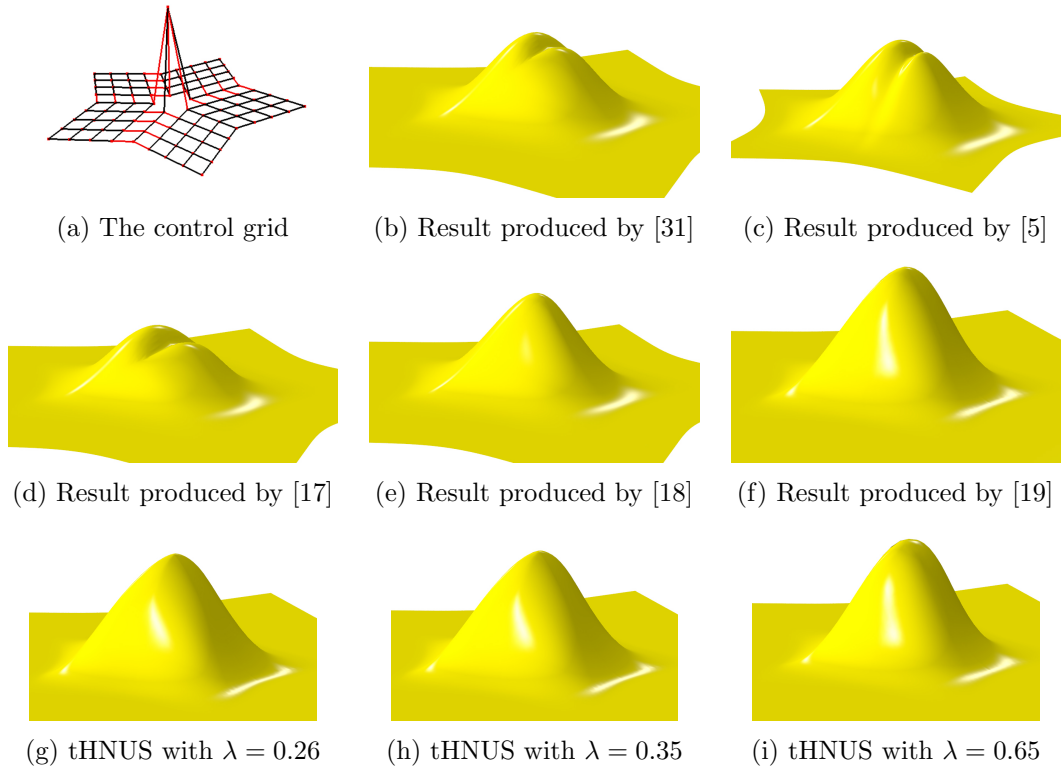 (a) The control grid
(b) Result produced by [31]
(c) Result produced by [5]
(d) Result produced by [17]
(e) Result produced by [18]
(f) Result produced by [19]
(g) tHNUS with λ = 0.26
(h) tHNUS with λ = 0.35
(i) tHNUS with λ = 0.65